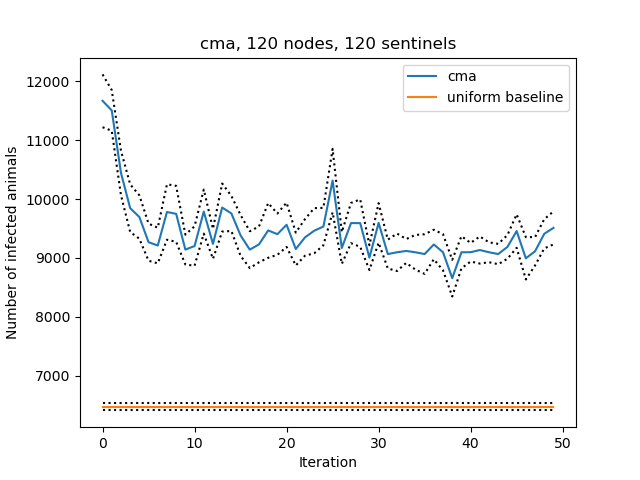 cma, 120 nodes, 120 sentinels
cma
uniform baseline
12000
11000
10000
9000
8000
7000
Number of infected animals
0 10 20 30 40 50
Iteration